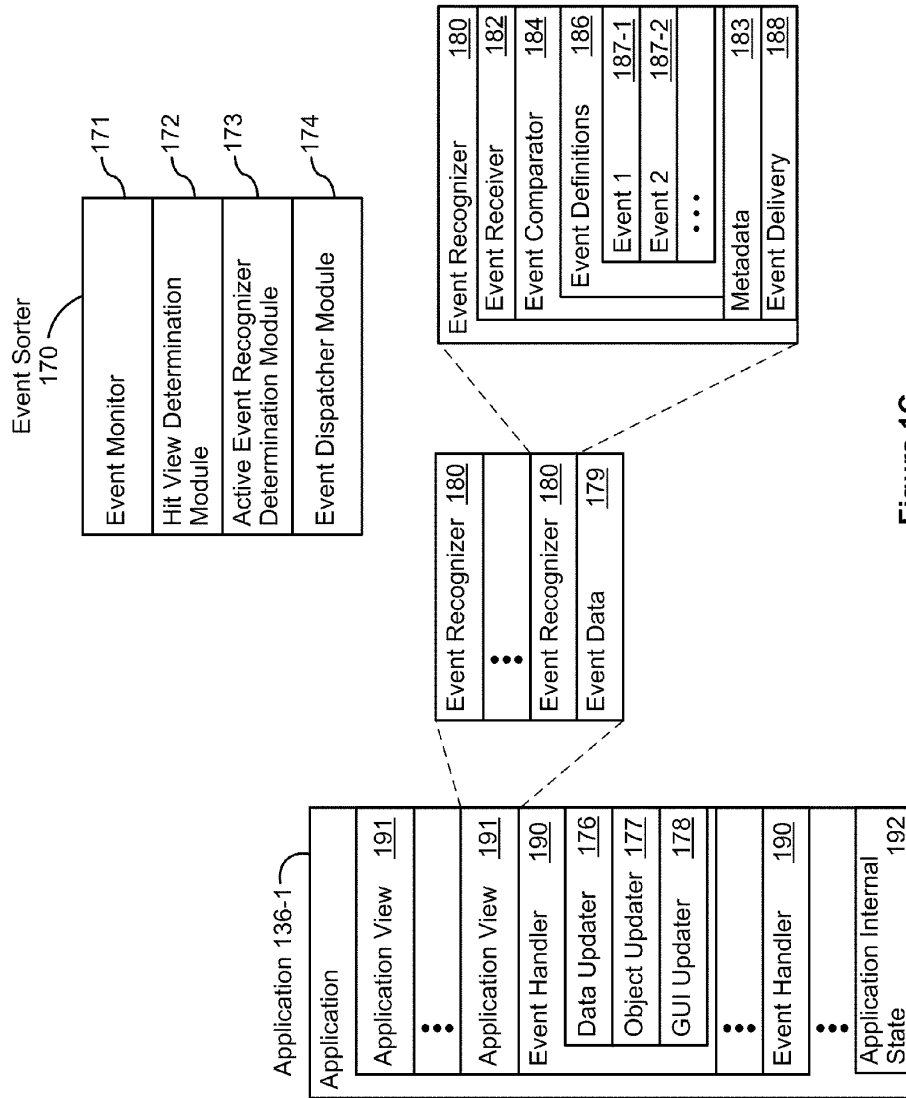 Event Sorter
170
Event Monitor
171
Hit View Determination
Module
172
Active Event Recognizer
Determination Module
173
Event Dispatcher Module
174
Application 136-1
Application
Application View 191
•••
Application View 191
Event Handler 190
Data Updater 176
Object Updater 177
GUI Updater 178
•••
Event Handler 190
•••
Application Internal
State 192
Event Recognizer 180
•••
Event Recognizer 180
Event Data 179
Event Recognizer 180
Event Receiver 182
Event Comparator 184
Event Definitions 186
Event 1 187-1
Event 2 187-2
•••
Metadata 183
Event Delivery 188
Figure 1C